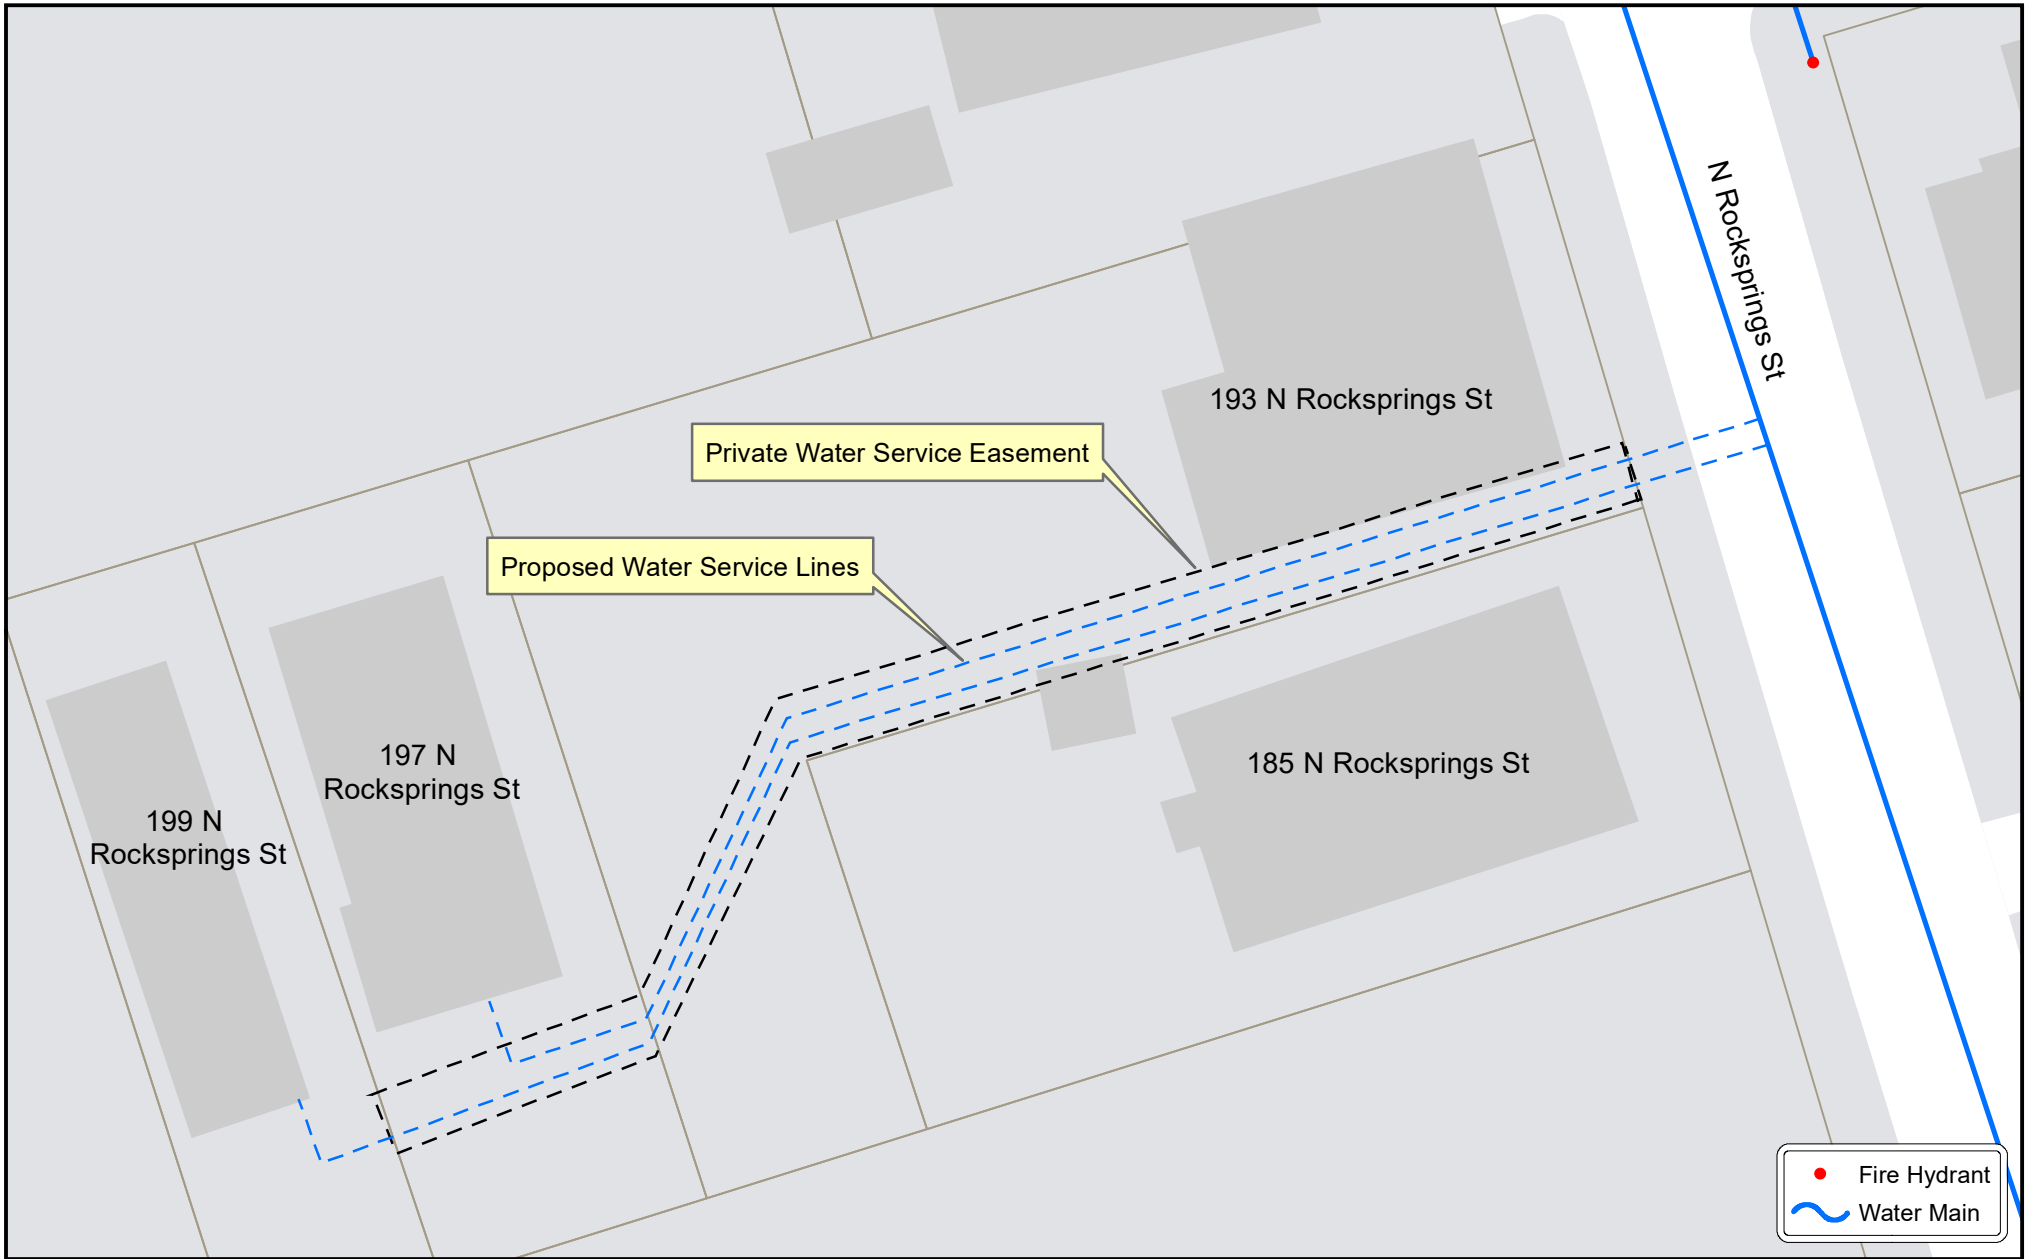 N Rocksprings St
193 N Rocksprings St
Private Water Service Easement
Proposed Water Service Lines
197 N
Rocksprings St
185 N Rocksprings St
199 N
Rocksprings St
Fire Hydrant
Water Main